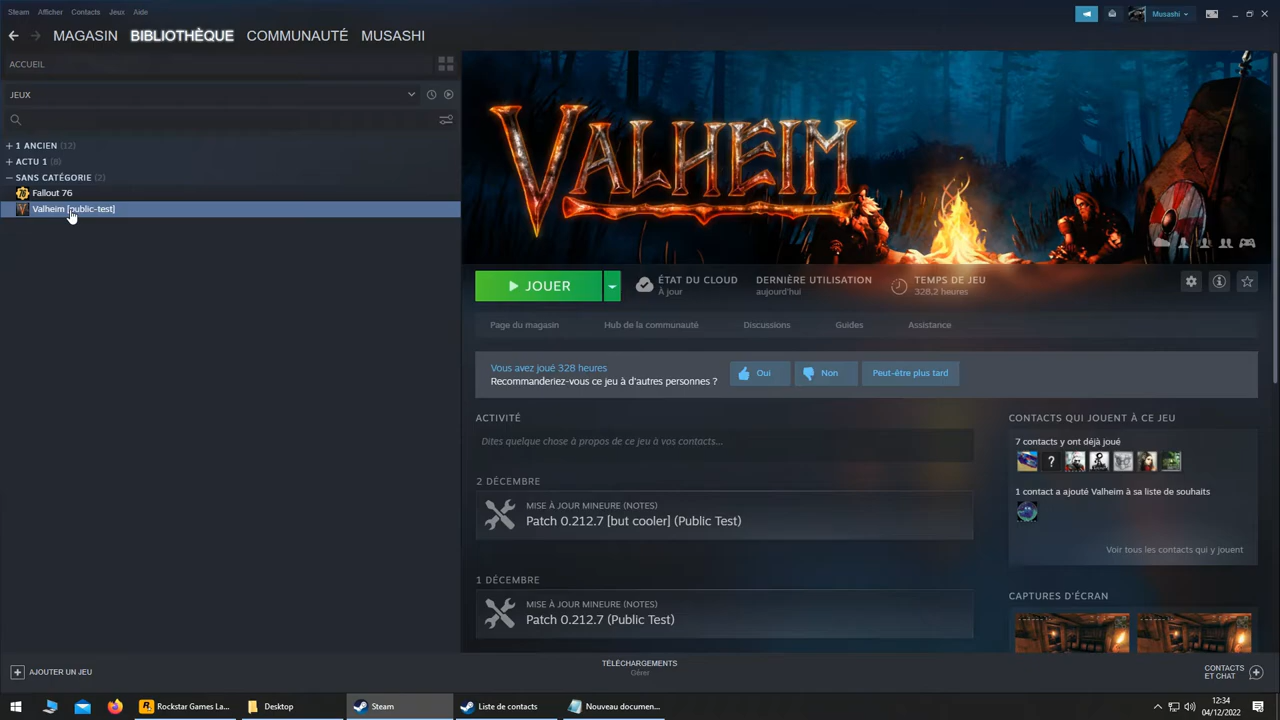 Steam Afficher Contacts Jeux Aide
Musashi
MAGASIN BIBLIOTHÈQUE COMMUNAUTÉ MUSASHI
ACCUEIL
JEUX
1 ANCIEN (12)
ACTU 1 (8)
SANS CATÉGORIE (2)
Fallout 76
Valheim [public-test]
VALHEIM
JOUER
ÉTAT DU CLOUD
À jour
DERNIÈRE UTILISATION
aujourd'hui
TEMPS DE JEU
328,2 heures
Page du magasin
Hub de la communauté
Discussions
Guides
Assistance
Vous avez joué 328 heures
Recommanderiez-vous ce jeu à d'autres personnes ?
Oui
Non
Peut-être plus tard
ACTIVITÉ
Dites quelque chose à propos de ce jeu à vos contacts...
2 DÉCEMBRE
MISE À JOUR MINEURE (NOTES)
Patch 0.212.7 [but cooler] (Public Test)
1 DÉCEMBRE
MISE À JOUR MINEURE (NOTES)
Patch 0.212.7 (Public Test)
CONTACTS QUI JOUENT À CE JEU
7 contacts y ont déjà joué
?
1 contact a ajouté Valheim à sa liste de souhaits
Voir tous les contacts qui y jouent
CAPTURES D'ÉCRAN
AJOUTER UN JEU
TÉLÉCHARGEMENTS
Gérer
CONTACTS
ET CHAT
Rockstar Games La...
Desktop
Steam
Liste de contacts
Nouveau documen...
12:34
04/12/2022